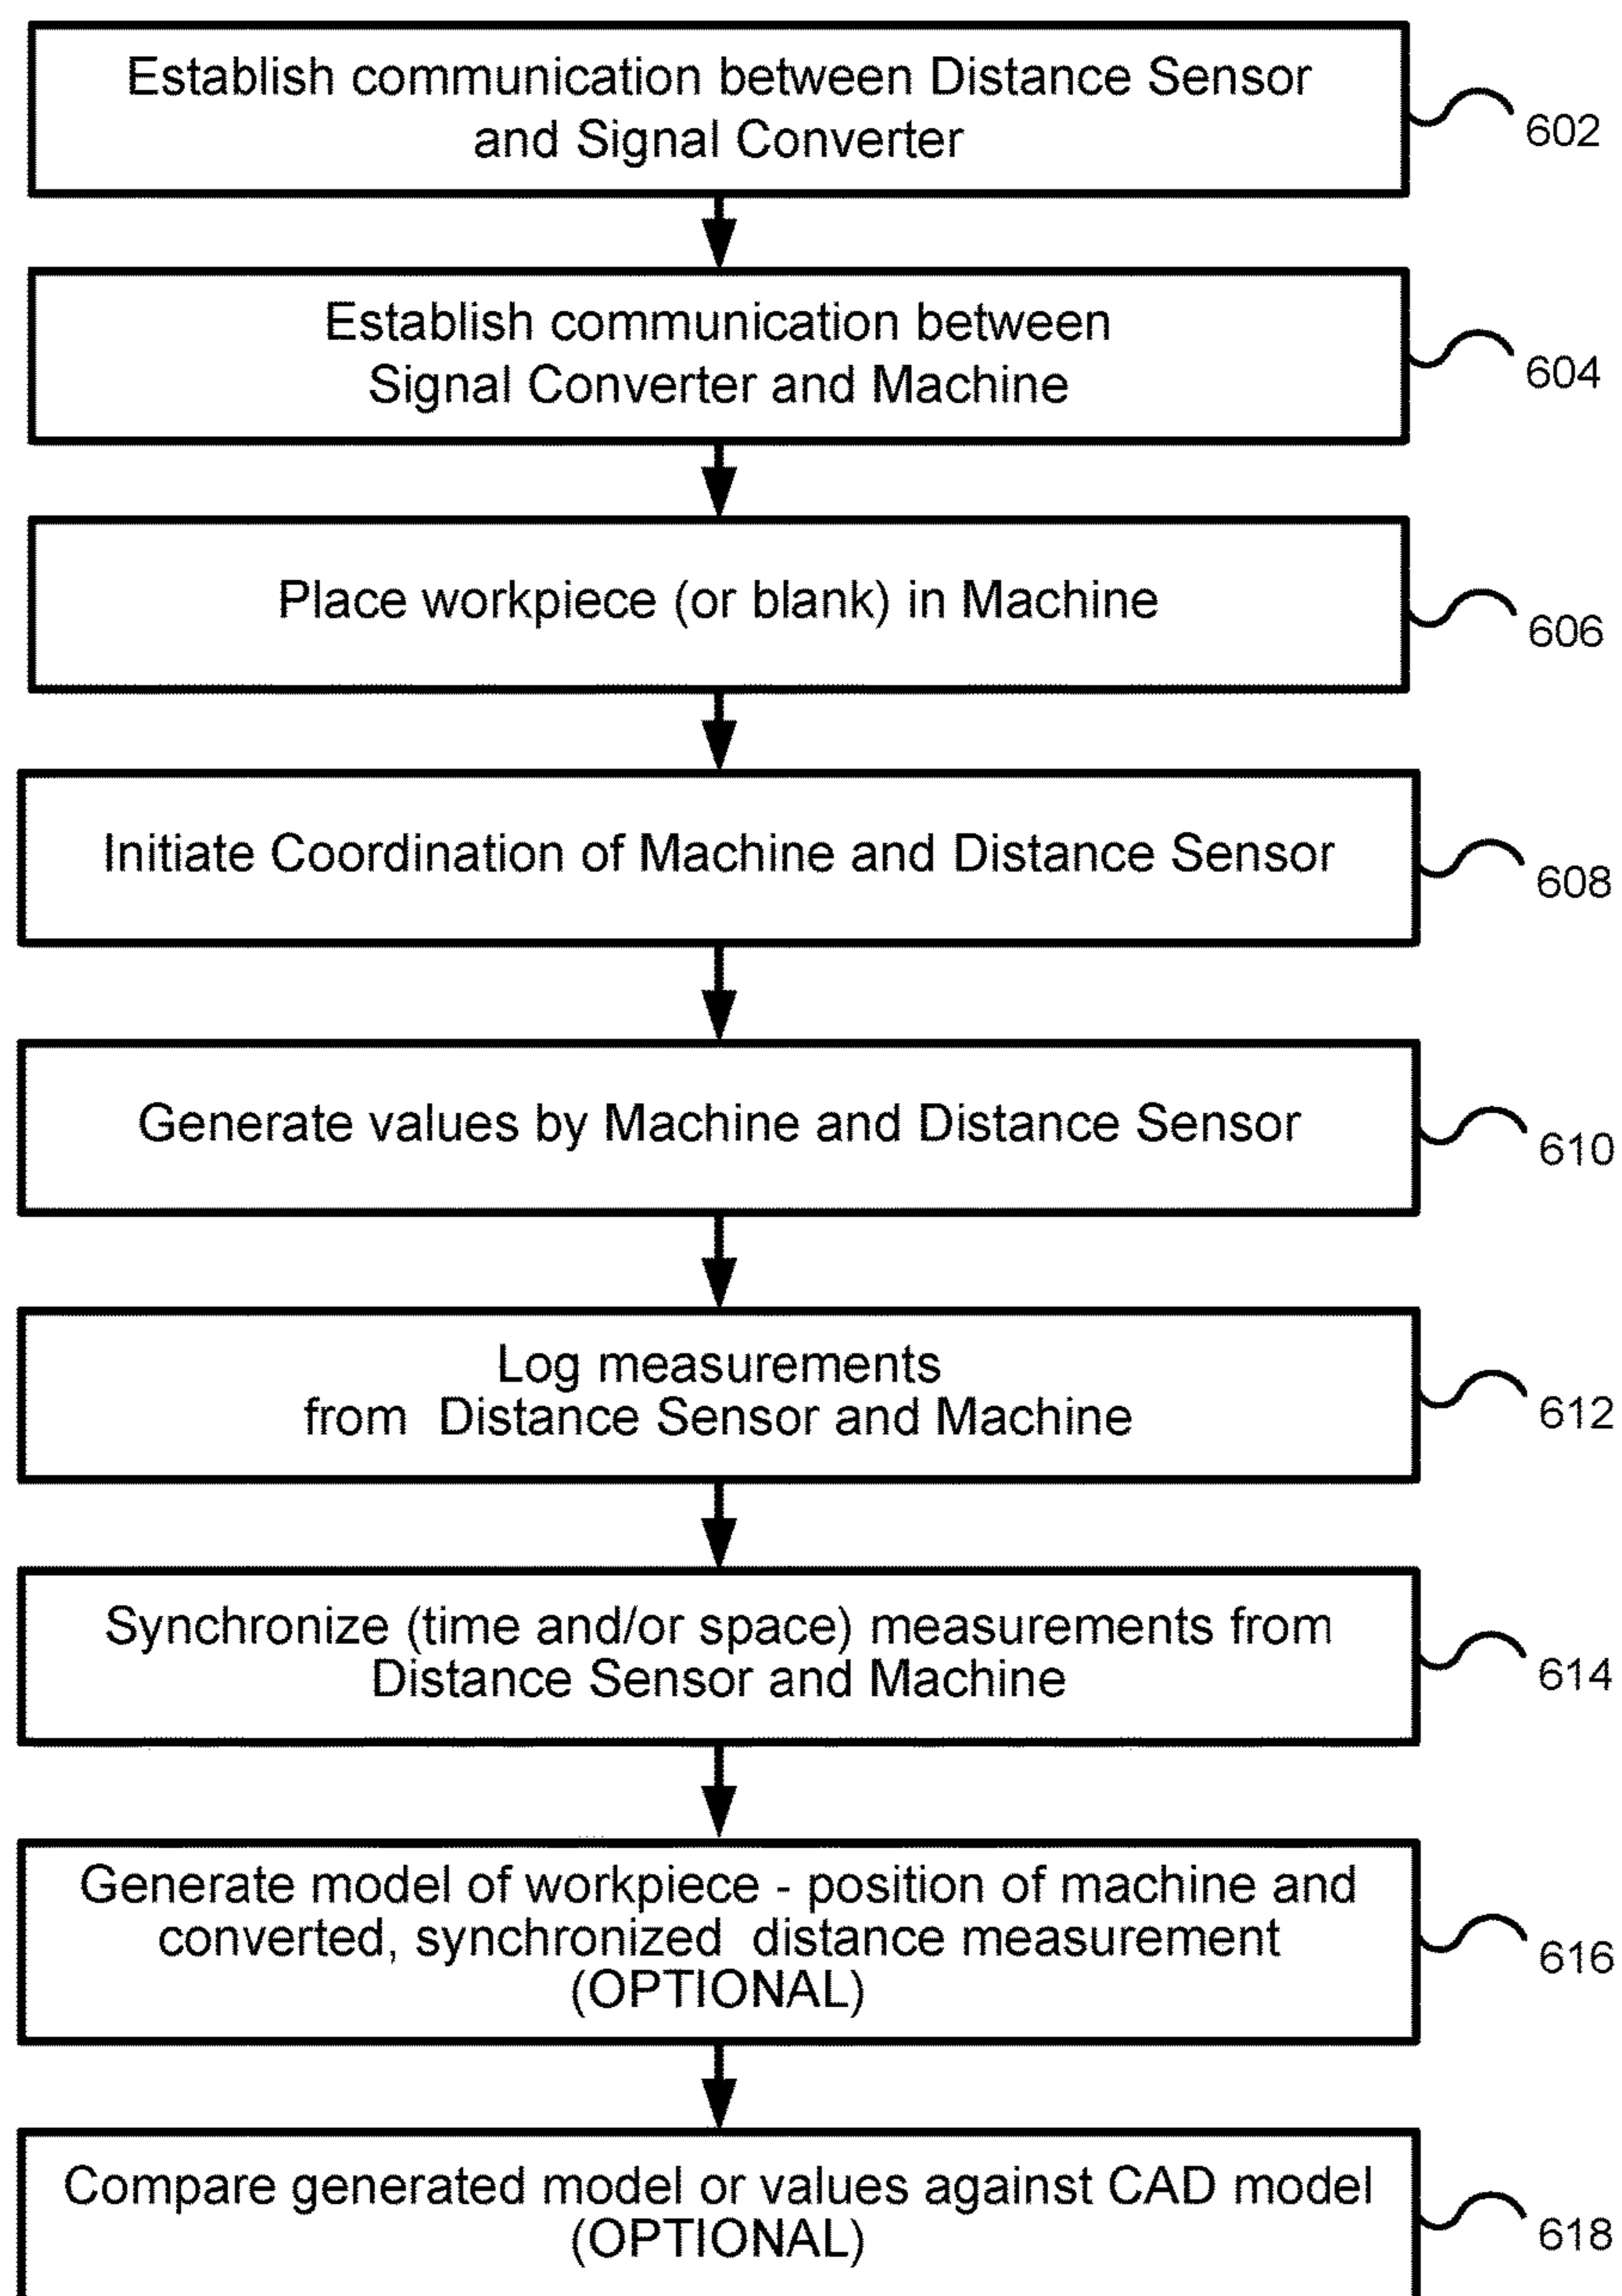 Establish communication between Distance Sensor
and Signal Converter
602
Establish communication between
Signal Converter and Machine
604
Place workpiece (or blank) in Machine
606
Initiate Coordination of Machine and Distance Sensor
608
Generate values by Machine and Distance Sensor
610
Log measurements
from Distance Sensor and Machine
612
Synchronize (time and/or space) measurements from
Distance Sensor and Machine
614
Generate model of workpiece - position of machine and
converted, synchronized distance measurement
(OPTIONAL)
616
Compare generated model or values against CAD model
(OPTIONAL)
618